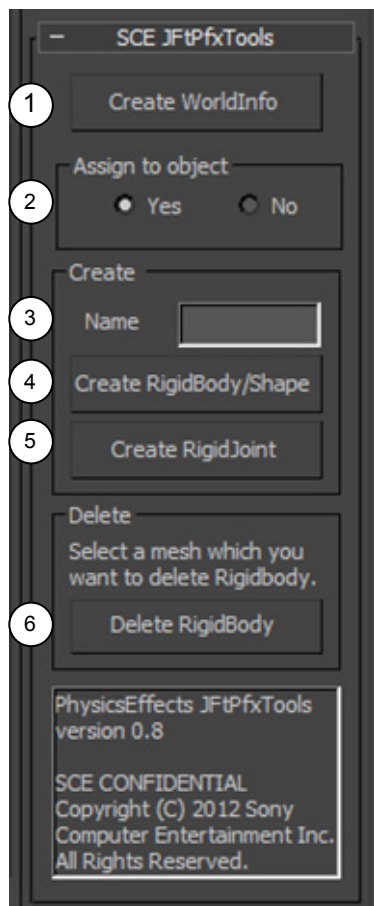 − SCE JFtPfxTools
1 Create WorldInfo
Assign to object
2 Yes No
Create
3 Name
4 Create RigidBody/Shape
5 Create RigidJoint
Delete
Select a mesh which you
want to delete Rigidbody.
6 Delete RigidBody
PhysicsEffects JFtPfxTools
version 0.8
SCE CONFIDENTIAL
Copyright (C) 2012 Sony
Computer Entertainment Inc.
All Rights Reserved.